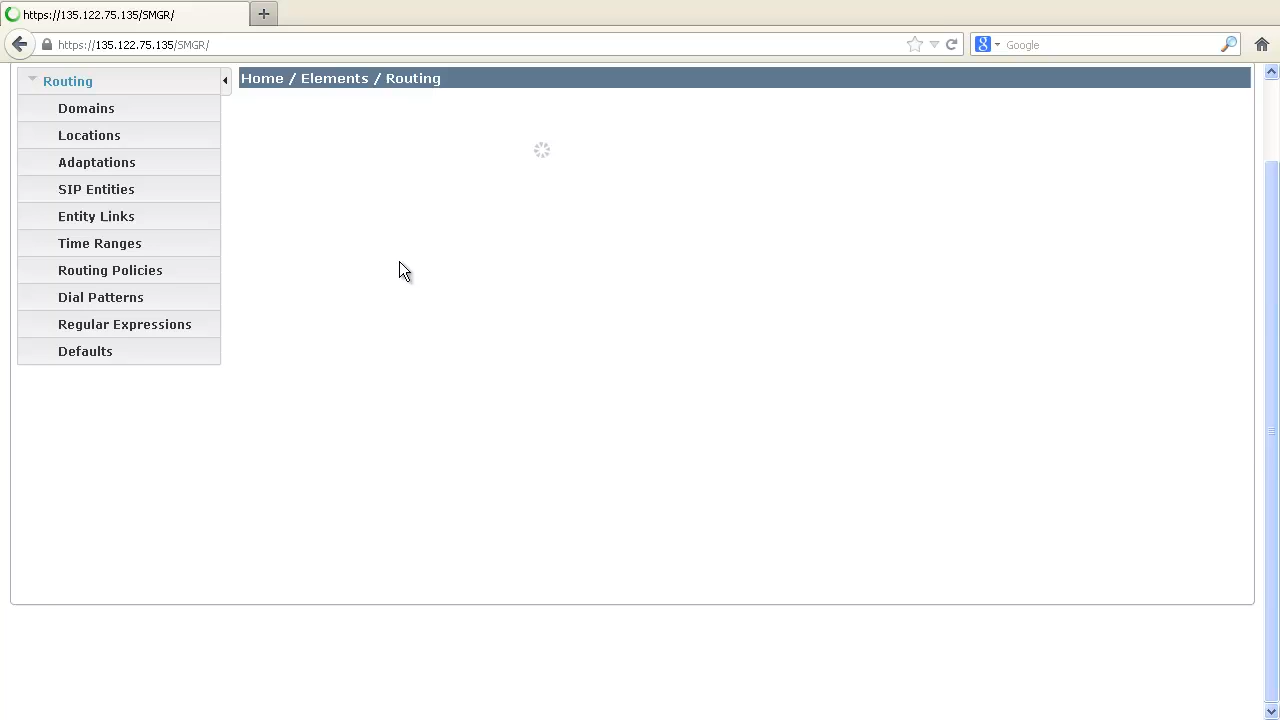 https://135.122.75.135/SMGR/
https://135.122.75.135/SMGR/
Google
Routing
Home / Elements / Routing
Domains
Locations
Adaptations
SIP Entities
Entity Links
Time Ranges
Routing Policies
Dial Patterns
Regular Expressions
Defaults